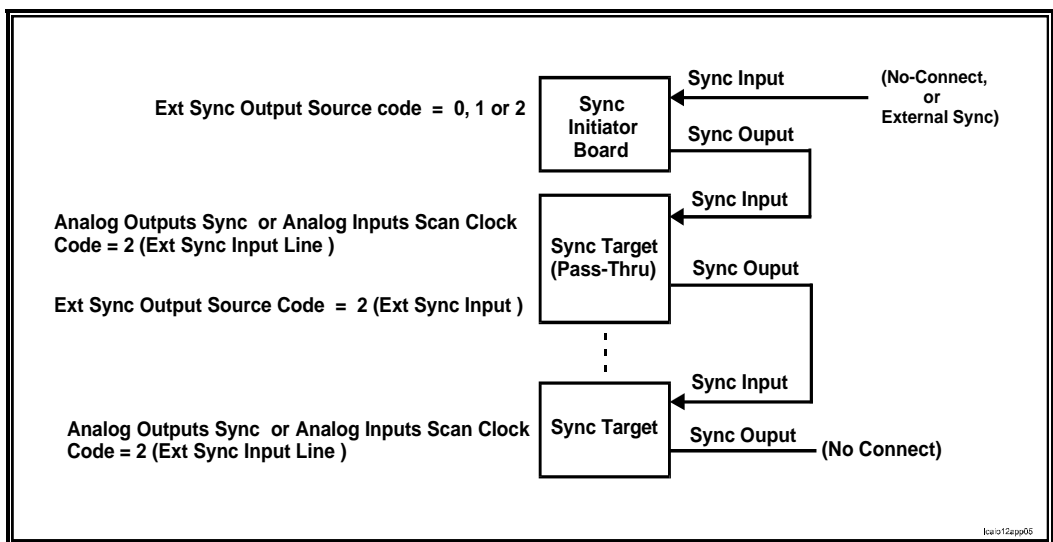 Ext Sync Output Source code = 0, 1 or 2
Sync
Initiator
Board
Sync Input
(No-Connect,
or
External Sync)
Sync Ouput
Sync Input
Analog Outputs Sync or Analog Inputs Scan Clock
Code = 2 (Ext Sync Input Line )
Sync Target
(Pass-Thru)
Sync Ouput
Ext Sync Output Source Code = 2 (Ext Sync Input )
Sync Input
Analog Outputs Sync or Analog Inputs Scan Clock
Code = 2 (Ext Sync Input Line )
Sync Target
Sync Ouput
(No Connect)
lcaio12app05